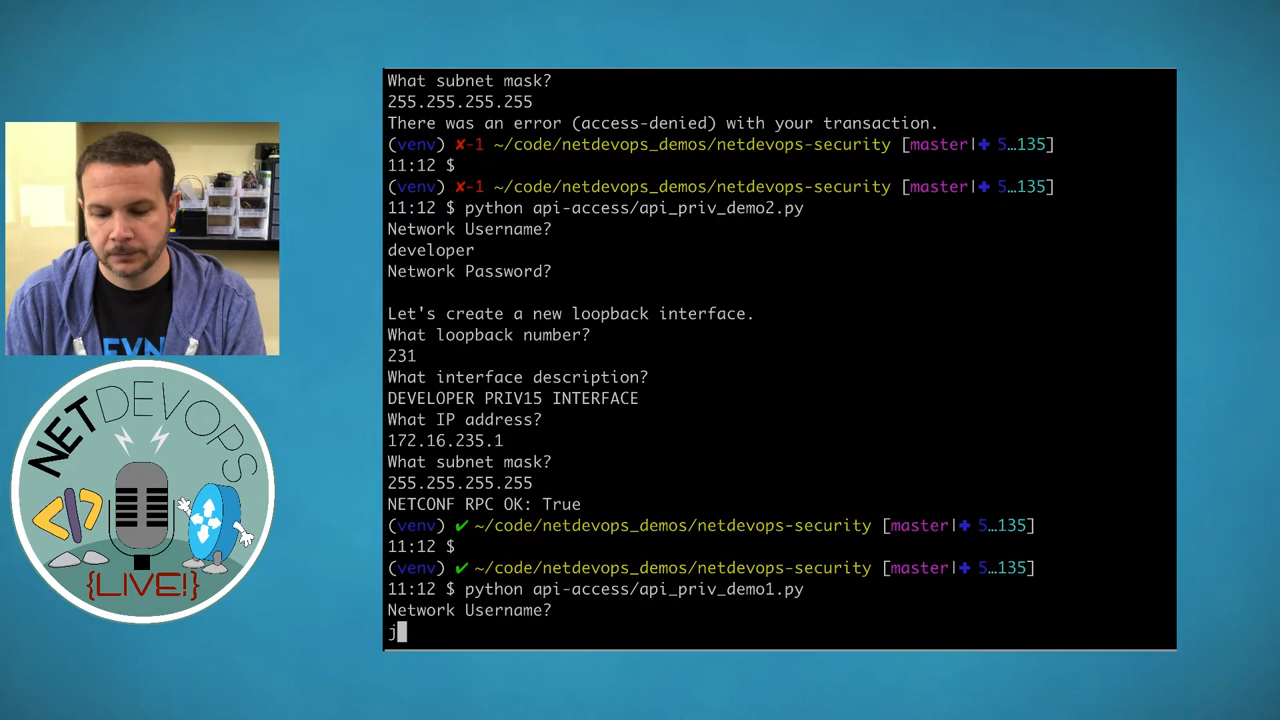 What subnet mask?
255.255.255.255
There was an error (access-denied) with your transaction.
(venv) ✘-1 ~/code/netdevops_demos/netdevops-security [master|✚ 5…135]
11:12 $
(venv) ✘-1 ~/code/netdevops_demos/netdevops-security [master|✚ 5…135]
11:12 $ python api-access/api_priv_demo2.py
Network Username?
developer
Network Password?
Let's create a new loopback interface.
What loopback number?
231
What interface description?
DEVELOPER PRIV15 INTERFACE
What IP address?
172.16.235.1
What subnet mask?
255.255.255.255
NETCONF RPC OK: True
(venv) ✔ ~/code/netdevops_demos/netdevops-security [master|✚ 5…135]
11:12 $
(venv) ✔ ~/code/netdevops_demos/netdevops-security [master|✚ 5…135]
11:12 $ python api-access/api_priv_demo1.py
Network Username?
j
NETDEVOPS
</>
{LIVE!}